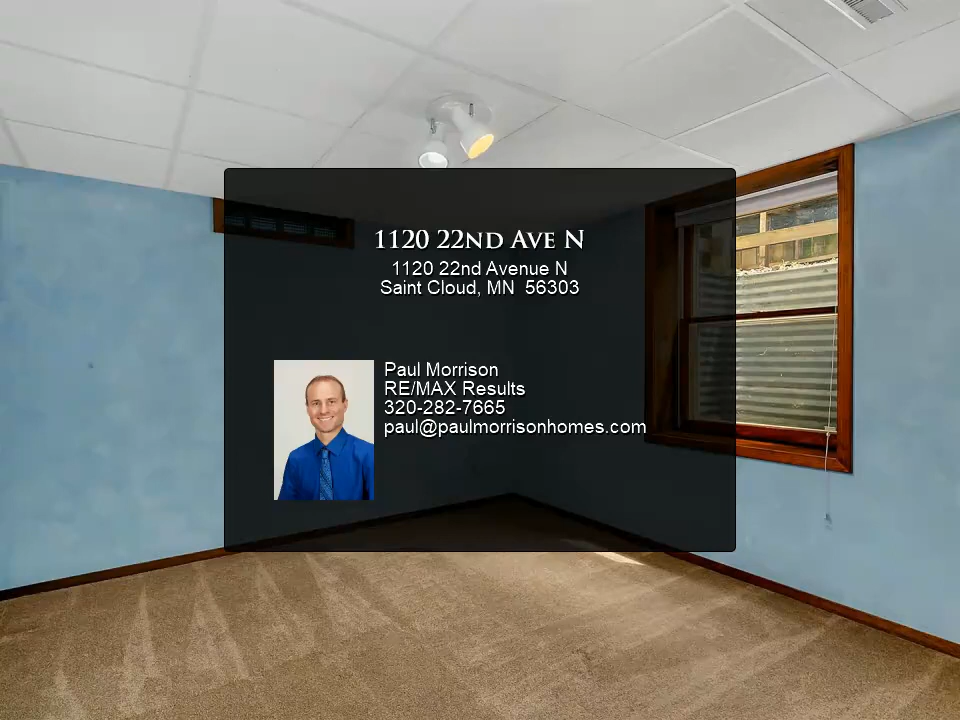 1120 22nd Ave N
1120 22nd Avenue N
Saint Cloud, MN  56303
Paul Morrison
RE/MAX Results
320-282-7665
paul@paulmorrisonhomes.com